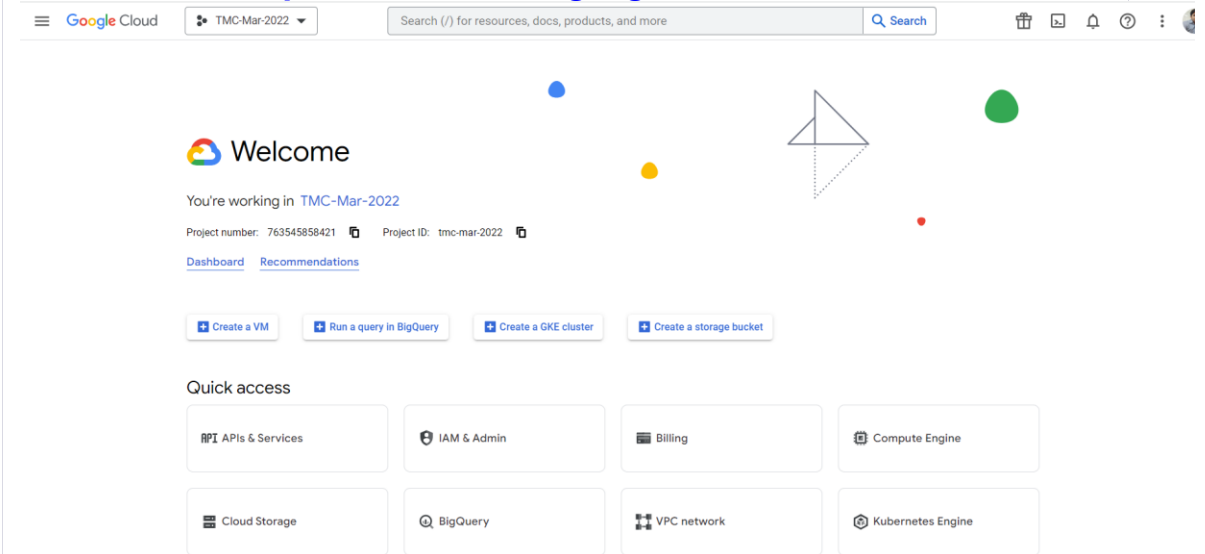 Google Cloud TMC-Mar-2022 Search (/) for resources, docs, products, and more Search
Welcome
You're working in TMC-Mar-2022
Project number: 763545858421 Project ID: tmc-mar-2022
Dashboard Recommendations
Create a VM Run a query in BigQuery Create a GKE cluster Create a storage bucket
Quick access
API APIs & Services IAM & Admin Billing Compute Engine
Cloud Storage BigQuery VPC network Kubernetes Engine